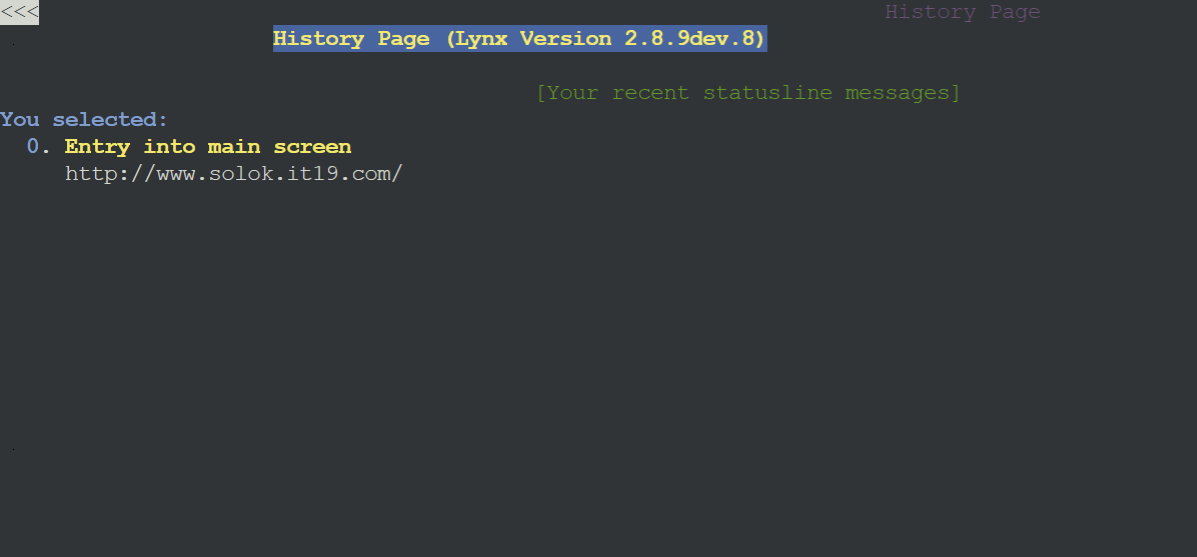 <<< History Page
History Page (Lynx Version 2.8.9dev.8)
[Your recent statusline messages]
You selected:
0. Entry into main screen
http://www.solok.it19.com/